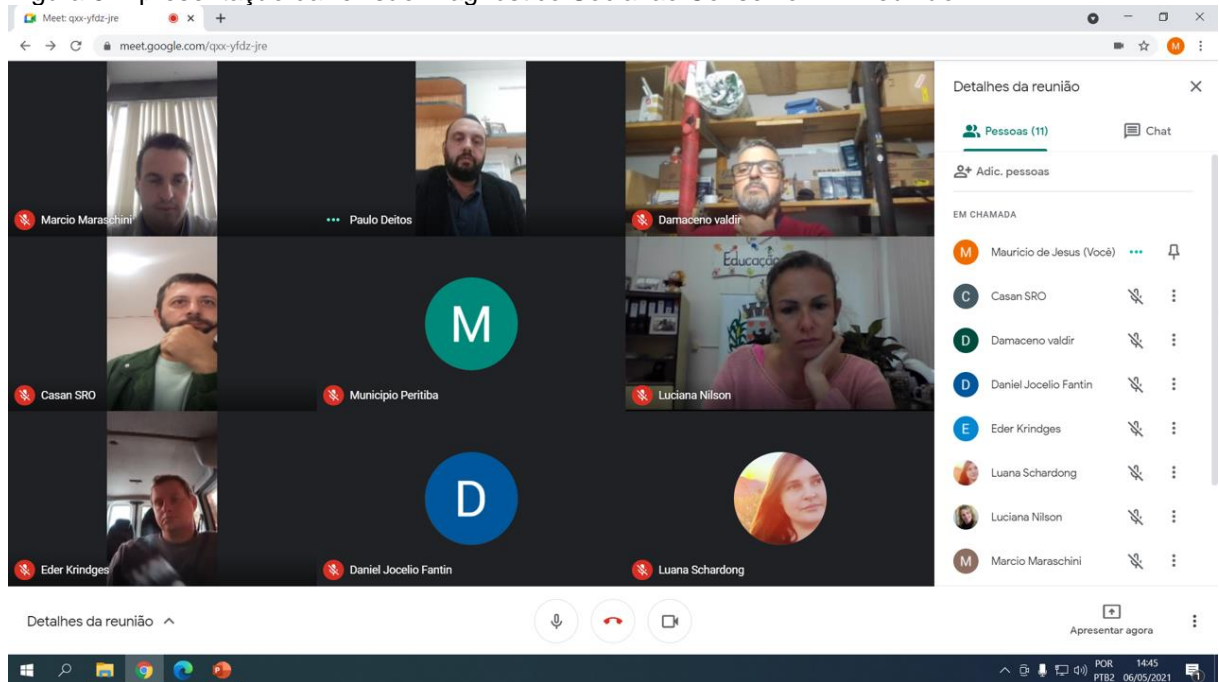 Meet: qxx-yfdz-jre
meet.google.com/qxx-yfdz-jre
M
Marcio Maraschini
Paulo Deitos
Damaceno valdir
Educação
Casan SRO
M
Municipio Peritiba
Luciana Nilson
Eder Krindges
D
Daniel Jocelio Fantin
Luana Schardong
Detalhes da reunião
Pessoas (11)
Chat
Adic. pessoas
EM CHAMADA
M Mauricio de Jesus (Você)
C Casan SRO
D Damaceno valdir
D Daniel Jocelio Fantin
E Eder Krindges
Luana Schardong
Luciana Nilson
M Marcio Maraschini
Detalhes da reunião
Apresentar agora
POR 14:45
PTB2 06/05/2021
1